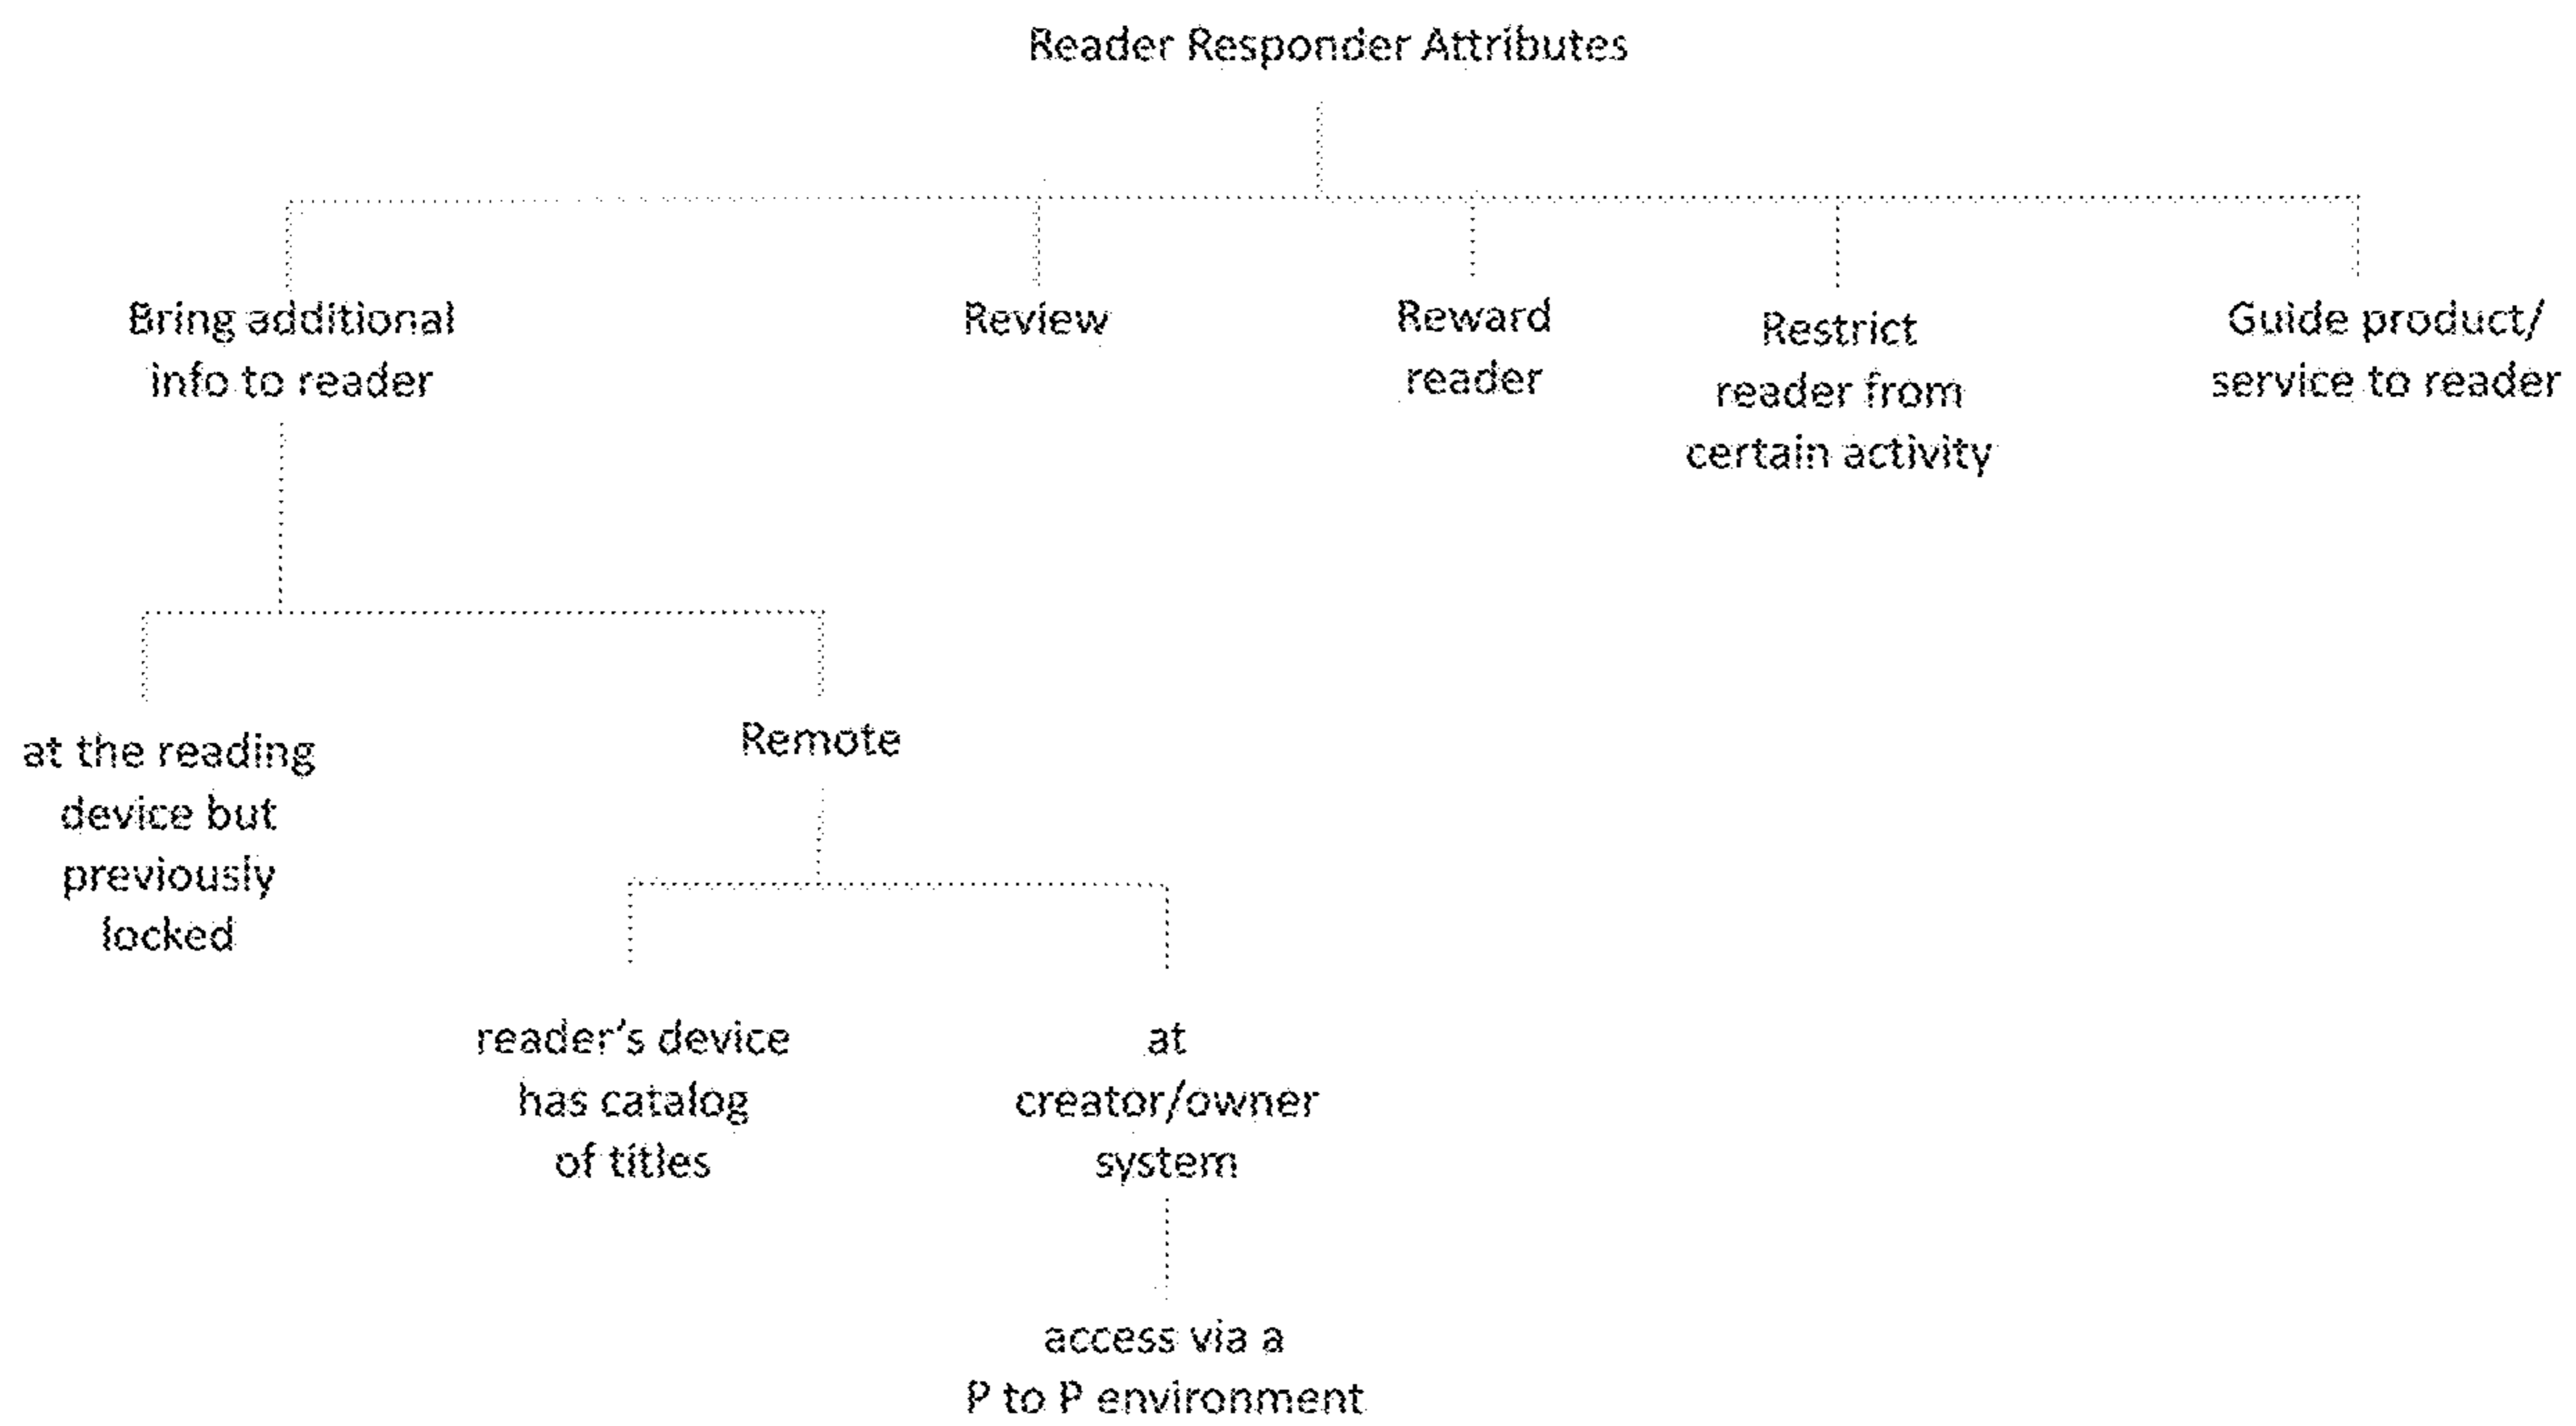 Reader Responder Attributes
Bring additional
info to reader
Review
Reward
reader
Restrict
reader from
certain activity
Guide product/
service to reader
at the reading
device but
previously
locked
Remote
reader's device
has catalog
of titles
at
creator/owner
system
access via a
P to P environment